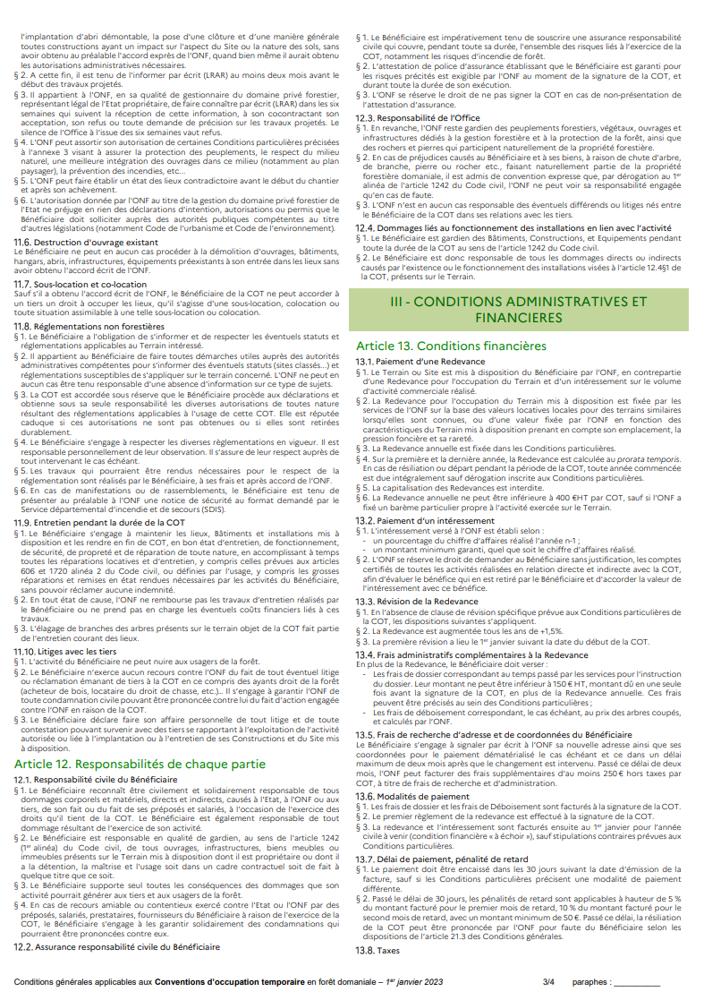 l'implantation d'abri démontable, la pose d'une clôture et d'une manière générale
toutes constructions ayant un impact sur l'aspect du Site ou la nature des sols, sans
avoir obtenu au préalable l'accord exprès de l'ONF, quand bien même il aurait obtenu
les autorisations administratives nécessaires.
§ 2. A cette fin, il est tenu de l'informer par écrit (LRAR) au moins deux mois avant le
début des travaux projetés.
§ 3. Il appartient à l'ONF, en sa qualité de gestionnaire du domaine privé forestier,
représentant légal de l'Etat propriétaire, de faire connaître par écrit (LRAR) dans les six
semaines qui suivent la réception de cette information, à son cocontractant son
acceptation, son refus ou toute demande de précision sur les travaux projetés. Le
silence de l'Office à l'issue des six semaines vaut refus.
§ 4. L'ONF peut assortir son autorisation de certaines Conditions particulières précisées
à l'annexe 3 visant à assurer la protection des peuplements, le respect du milieu
naturel, une meilleure intégration des ouvrages dans ce milieu (notamment au plan
paysager), la prévention des incendies, etc...
§ 5. L'ONF peut faire établir un état des lieux contradictoire avant le début du chantier
et après son achèvement.
§ 6. L'autorisation donnée par l'ONF au titre de la gestion du domaine privé forestier de
l'Etat ne préjuge en rien des déclarations d'intention, autorisations ou permis que le
Bénéficiaire doit solliciter auprès des autorités publiques compétentes au titre
d'autres législations (notamment Code de l'urbanisme et Code de l'environnement).
11.6. Destruction d'ouvrage existant
Le Bénéficiaire ne peut en aucun cas procéder à la démolition d'ouvrages, bâtiments,
hangars, abris, infrastructures, équipements préexistants à son entrée dans les lieux sans
avoir obtenu l'accord écrit de l'ONF.
11.7. Sous-location et co-location
Sauf s'il a obtenu l'accord écrit de l'ONF, le Bénéficiaire de la COT ne peut accorder à
un tiers un droit à occuper les lieux, qu'il s'agisse d'une sous-location, colocation ou
toute situation assimilable à une telle sous-location ou colocation.
11.8. Réglementations non forestières
§ 1. Le Bénéficiaire a l'obligation de s'informer et de respecter les éventuels statuts et
réglementations applicables au Terrain intéressé.
§ 2. Il appartient au Bénéficiaire de faire toutes démarches utiles auprès des autorités
administratives compétentes pour s'informer des éventuels statuts (sites classés...) et
réglementations susceptibles de s'appliquer sur le terrain concerné. L'ONF ne peut en
aucun cas être tenu responsable d'une absence d'information sur ce type de sujets.
§ 3. La COT est accordée sous réserve que le Bénéficiaire procède aux déclarations et
obtienne sous sa seule responsabilité les diverses autorisations de toutes nature
résultant des réglementations applicables à l'usage de cette COT. Elle est réputée
caduque si ces autorisations ne sont pas obtenues ou si elles sont retirées
durablement.
§ 4. Le Bénéficiaire s'engage à respecter les diverses réglementations en vigueur. Il est
responsable personnellement de leur observation. Il s'assure de leur respect auprès de
tout intervenant le cas échéant.
§ 5. Les travaux qui pourraient être rendus nécessaires pour le respect de la
réglementation sont réalisés par le Bénéficiaire, à ses frais et après accord de l'ONF.
§ 6. En cas de manifestations ou de rassemblements, le Bénéficiaire est tenu de
présenter au préalable à l'ONF une notice de sécurité au format demandé par le
Service départemental d'incendie et de secours (SDIS).
11.9. Entretien pendant la durée de la COT
§ 1. Le Bénéficiaire s'engage à maintenir les lieux, Bâtiments et installations mis à
disposition et les rendre en fin de COT, en bon état d'entretien, de fonctionnement,
de sécurité, de propreté et de réparation de toute nature, en accomplissant à temps
toutes les réparations locatives et d'entretien, y compris celles prévues aux articles
606 et 1720 alinéa 2 du Code civil, ou définies par l'usage, y compris les grosses
réparations et remises en état rendues nécessaires par les activités du Bénéficiaire,
sans pouvoir réclamer aucune indemnité.
§ 2. En tout état de cause, l'ONF ne rembourse pas les travaux d'entretien réalisés par
le Bénéficiaire ou ne prend pas en charge les éventuels coûts financiers liés à ces
travaux.
§ 3. L'élagage de branches des arbres présents sur le terrain objet de la COT fait partie
de l'entretien courant des lieux.
11.10. Litiges avec les tiers
§ 1. L'activité du Bénéficiaire ne peut nuire aux usagers de la forêt.
§ 2. Le Bénéficiaire n'exerce aucun recours contre l'ONF du fait de tout éventuel litige
ou réclamation émanant de tiers à la COT en ce compris des ayants droit de la forêt
(acheteur de bois, locataire du droit de chasse, etc.)... Il s'engage à garantir l'ONF de
toute condamnation civile pouvant être prononcée contre lui du fait d'action engagée
contre l'ONF en raison de la COT.
§ 3. Le Bénéficiaire déclare faire son affaire personnelle de tout litige et de toute
contestation pouvant survenir avec des tiers se rapportant à l'exploitation de l'activité
autorisée ou liée à l'implantation ou à l'entretien de ses Constructions et du Site mis
à disposition.
Article 12. Responsabilités de chaque partie
12.1. Responsabilité civile du Bénéficiaire
§ 1. Le Bénéficiaire reconnaît être civilement et solidairement responsable de tous
dommages corporels et matériels, directs et indirects, causés à l'Etat, à l'ONF ou aux
tiers, de son fait ou du fait de ses préposés et salariés, à l'occasion de l'exercice des
droits qu'il tient de la COT. Le Bénéficiaire est également responsable de tout
dommage résultant de l'exercice de son activité.
§ 2. Le Bénéficiaire est responsable en qualité de gardien, au sens de l'article 1242
(1er alinéa) du Code civil, de tous ouvrages, infrastructures, biens meubles ou
immeubles présents sur le Terrain mis à disposition dont il est propriétaire ou dont il
a la détention, la maîtrise et l'usage soit dans un cadre contractuel soit de fait à
quelque titre que ce soit.
§ 3. Le Bénéficiaire supporte seul toutes les conséquences des dommages que son
activité pourrait générer aux tiers et aux usagers de la forêt.
§ 4. En cas de recours amiable ou contentieux exercé contre l'Etat ou l'ONF par des
préposés, salariés, prestataires, fournisseurs du Bénéficiaire à raison de l'exercice de la
COT, le Bénéficiaire s'engage à les garantir solidairement des condamnations qui
pourraient être prononcées contre eux.
12.2. Assurance responsabilité civile du Bénéficiaire
§ 1. Le Bénéficiaire est impérativement tenu de souscrire une assurance responsabilité
civile qui couvre, pendant toute sa durée, l'ensemble des risques liés à l'exercice de la
COT, notamment les risques d'incendie de forêt.
§ 2. L'attestation de police d'assurance établissant que le Bénéficiaire est garanti pour
les risques précités est exigible par l'ONF au moment de la signature de la COT, et
durant toute la durée de son exécution.
§ 3. L'ONF se réserve le droit de ne pas signer la COT en cas de non-présentation de
l'attestation d'assurance.
12.3. Responsabilité de l'Office
§ 1. En revanche, l'ONF reste gardien des peuplements forestiers, végétaux, ouvrages et
infrastructures dédiés à la gestion forestière et à la protection de la forêt, ainsi que
des rochers et pierres qui participent naturellement de la propriété forestière.
§ 2. En cas de préjudices causés au Bénéficiaire et à ses biens, à raison de chute d'arbre,
de branche, pierre ou rocher etc., faisant naturellement partie de la propriété
forestière domaniale, il est admis de convention expresse que, par dérogation au 1er
alinéa de l'article 1242 du Code civil, l'ONF ne peut voir sa responsabilité engagée
qu'en cas de faute.
§ 3. L'ONF n'est en aucun cas responsable des éventuels différends ou litiges nés entre
le Bénéficiaire de la COT dans ses relations avec les tiers.
12.4. Dommages liés au fonctionnement des installations en lien avec l'activité
§ 1. Le Bénéficiaire est gardien des Bâtiments, Constructions, et Equipements pendant
toute la durée de la COT au sens de l'article 1242 du Code civil.
§ 2. Le Bénéficiaire est donc responsable de tous les dommages directs ou indirects
causés par l'existence ou le fonctionnement des installations visées à l'article 12.4§1 de
la COT, présents sur le Terrain.
III - CONDITIONS ADMINISTRATIVES ET
FINANCIERES
Article 13. Conditions financières
13.1. Paiement d'une Redevance
§ 1. Le Terrain ou Site est mis à disposition du Bénéficiaire par l'ONF, en contrepartie
d'une Redevance pour l'occupation du Terrain et d'un intéressement sur le volume
d'activité commerciale réalisé.
§ 2. La Redevance pour l'occupation du Terrain mis à disposition est fixée par les
services de l'ONF sur la base des valeurs locatives locales pour des terrains similaires
lorsqu'elles sont connues, ou d'une valeur fixée par l'ONF en fonction des
caractéristiques du Terrain mis à disposition prenant en compte son emplacement, la
pression foncière et sa rareté.
§ 3. La Redevance annuelle est fixée dans les Conditions particulières.
§ 4. Sur la première et la dernière année, la Redevance est calculée au prorata temporis.
En cas de résiliation ou départ pendant la période de la COT, toute année commencée
est due intégralement sauf dérogation inscrite aux Conditions particulières.
§ 5. La capitalisation des Redevances est interdite.
§ 6. La Redevance annuelle ne peut être inférieure à 400 €HT par COT, sauf si l'ONF a
fixé un barème particulier propre à l'activité exercée sur le Terrain.
13.2. Paiement d'un intéressement
§ 1. L'intéressement versé à l'ONF est établi selon :
- un pourcentage du chiffre d'affaires réalisé l'année n-1 ;
- un montant minimum garanti, quel que soit le chiffre d'affaires réalisé.
§ 2. L'ONF se réserve le droit de demander au Bénéficiaire sans justification, les comptes
certifiés de toutes les activités réalisées en relation directe et indirecte avec la COT,
afin d'évaluer le bénéfice qui en est retiré par le Bénéficiaire et d'accorder la valeur de
l'intéressement avec ce bénéfice.
13.3. Révision de la Redevance
§ 1. En l'absence de clause de révision spécifique prévue aux Conditions particulières de
la COT, les dispositions suivantes s'appliquent.
§ 2. La Redevance est augmentée tous les ans de +1,5%.
§ 3. La première révision a lieu le 1er janvier suivant la date du début de la COT.
13.4. Frais administratifs complémentaires à la Redevance
En plus de la Redevance, le Bénéficiaire doit verser :
- Les frais de dossier correspondant au temps passé par les services pour l'instruction
du dossier. Leur montant ne peut être inférieur à 150 € HT, montant dû en une seule
fois avant la signature de la COT, en plus de la Redevance annuelle. Ces frais
peuvent être précisés au sein des Conditions particulières ;
- Les frais de déboisement correspondant, le cas échéant, au prix des arbres coupés,
et calculés par l'ONF.
13.5. Frais de recherche d'adresse et de coordonnées du Bénéficiaire
Le Bénéficiaire s'engage à signaler par écrit à l'ONF sa nouvelle adresse ainsi que ses
coordonnées pour le paiement dématérialisé le cas échéant et ce dans un délai
maximum de deux mois après que le changement est intervenu. Passé ce délai de deux
mois, l'ONF peut facturer des frais supplémentaires d'au moins 250 € hors taxes par
COT, à titre de frais de recherche et d'administration.
13.6. Modalités de paiement
§ 1. Les frais de dossier et les frais de Déboisement sont facturés à la signature de la COT.
§ 2. Le premier règlement de la redevance est effectué à la signature de la COT.
§ 3. La redevance et l'intéressement sont facturés ensuite au 1er janvier pour l'année
civile à venir (condition financière « à échoir »), sauf stipulations contraires prévues aux
Conditions particulières.
13.7. Délai de paiement, pénalité de retard
§ 1. Le paiement doit être encaissé dans les 30 jours suivant la date d'émission de la
facture, sauf si les Conditions particulières précisent une modalité de paiement
différente.
§ 2. Passé le délai de 30 jours, les pénalités de retard sont applicables à hauteur de 5 %
du montant facturé pour le premier mois de retard, 10 % du montant facturé pour le
second mois de retard, avec un montant minimum de 50 €. Passé ce délai, la résiliation
de la COT peut être prononcée par l'ONF pour faute du Bénéficiaire selon les
dispositions de l'article 21.3 des Conditions générales.
13.8. Taxes
Conditions générales applicables aux Conventions d'occupation temporaire en forêt domaniale – 1er janvier 2023 3/4 paraphes : __________